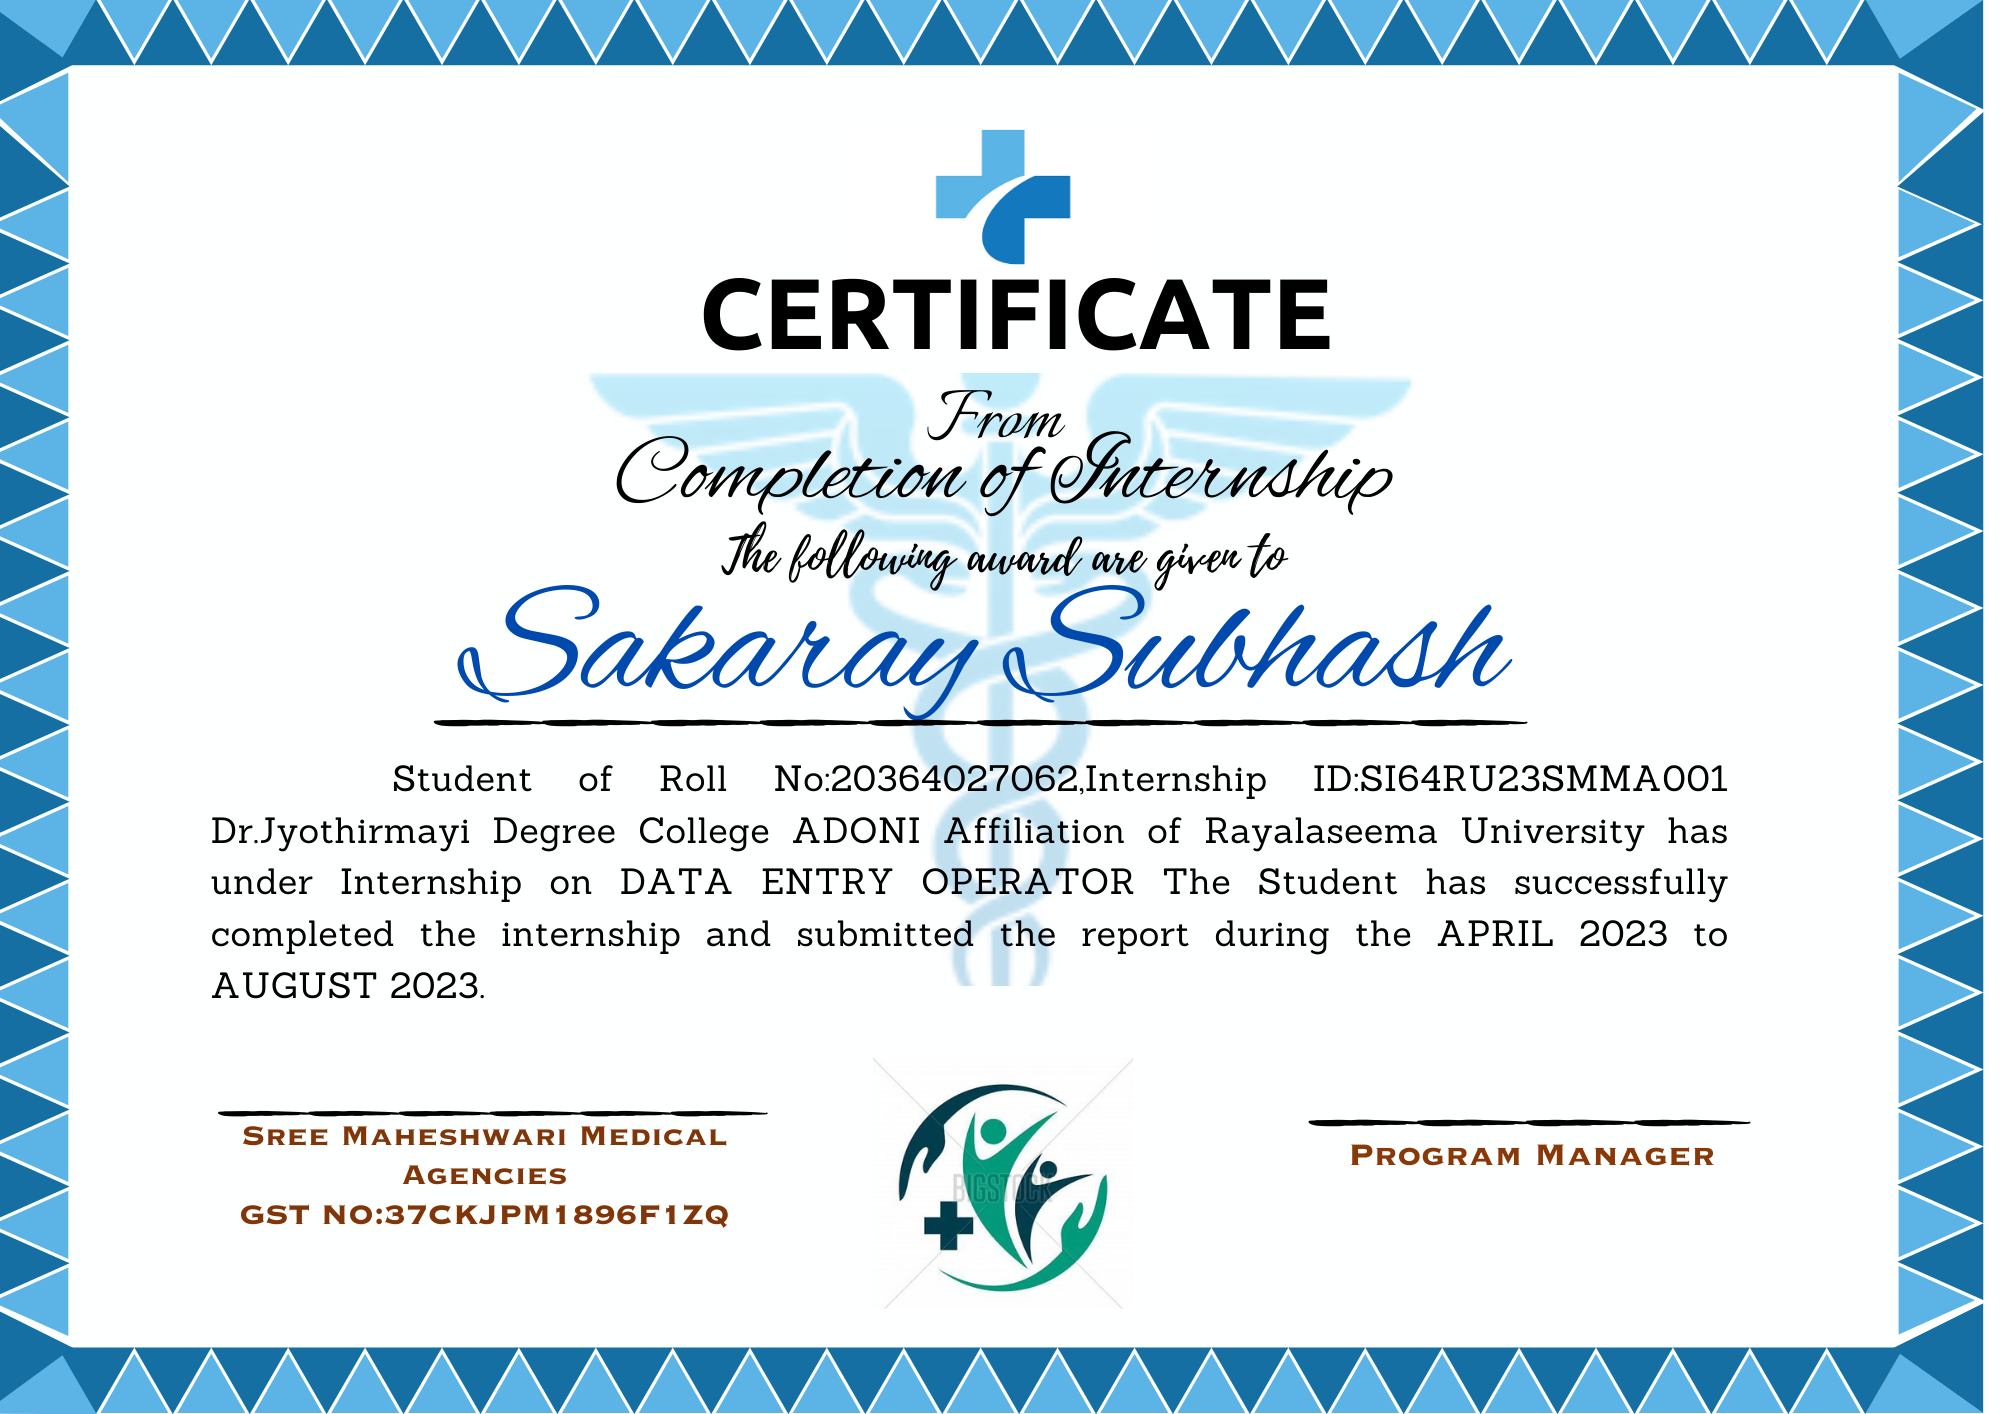 CERTIFICATE
From
Completion of Internship
The following award are given to
Sakaray Subhash
Student of Roll No:20364027062,Internship ID:SI64RU23SMMA001
Dr.Jyothirmayi Degree College ADONI Affiliation of Rayalaseema University has
under Internship on DATA ENTRY OPERATOR The Student has successfully
completed the internship and submitted the report during the APRIL 2023 to
AUGUST 2023.
SREE MAHESHWARI MEDICAL
AGENCIES
GST NO:37CKJPM1896F1ZQ
BIGSTOCK
PROGRAM MANAGER